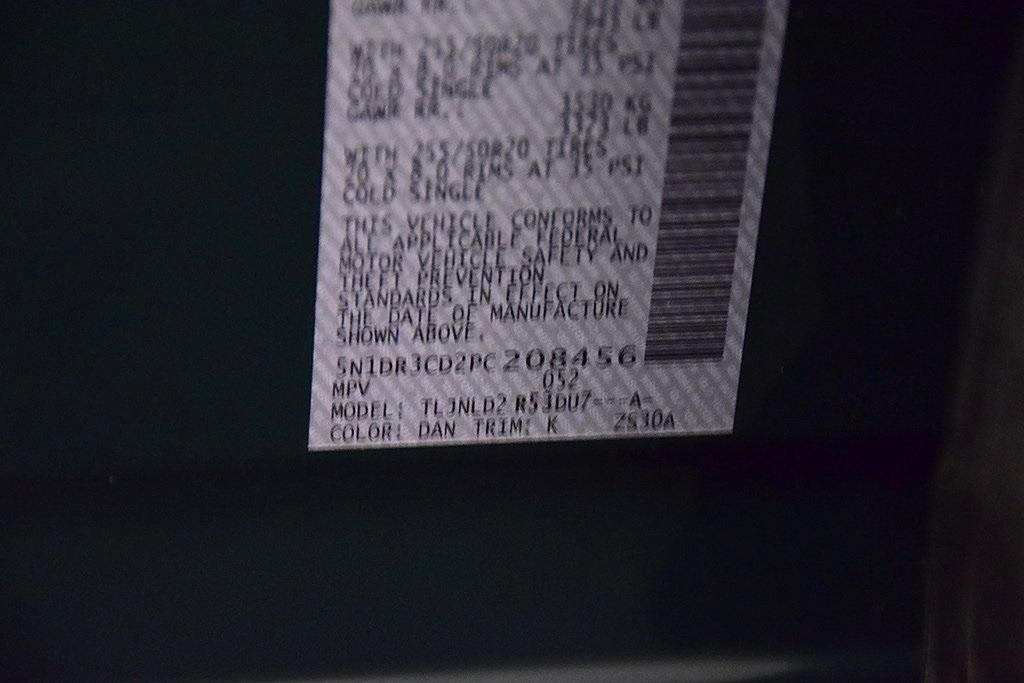 GAWR RR.:
WITH 255/50R20 TIRES
20 X 8.0 RIMS AT 35 PSI
COLD SINGLE
GAWR RR.: 1530 KG
3373 LB
WITH 255/50R20 TIRES
20 X 8.0 RIMS AT 35 PSI
COLD SINGLE
THIS VEHICLE CONFORMS TO
ALL APPLICABLE FEDERAL
MOTOR VEHICLE SAFETY AND
THEFT PREVENTION
STANDARDS IN EFFECT ON
THE DATE OF MANUFACTURE
SHOWN ABOVE.
5N1DR3CD2PC208456
MPV 052
MODEL: TLJNLD2 R53DU7---A-
COLOR: DAN TRIM: K ZS30A